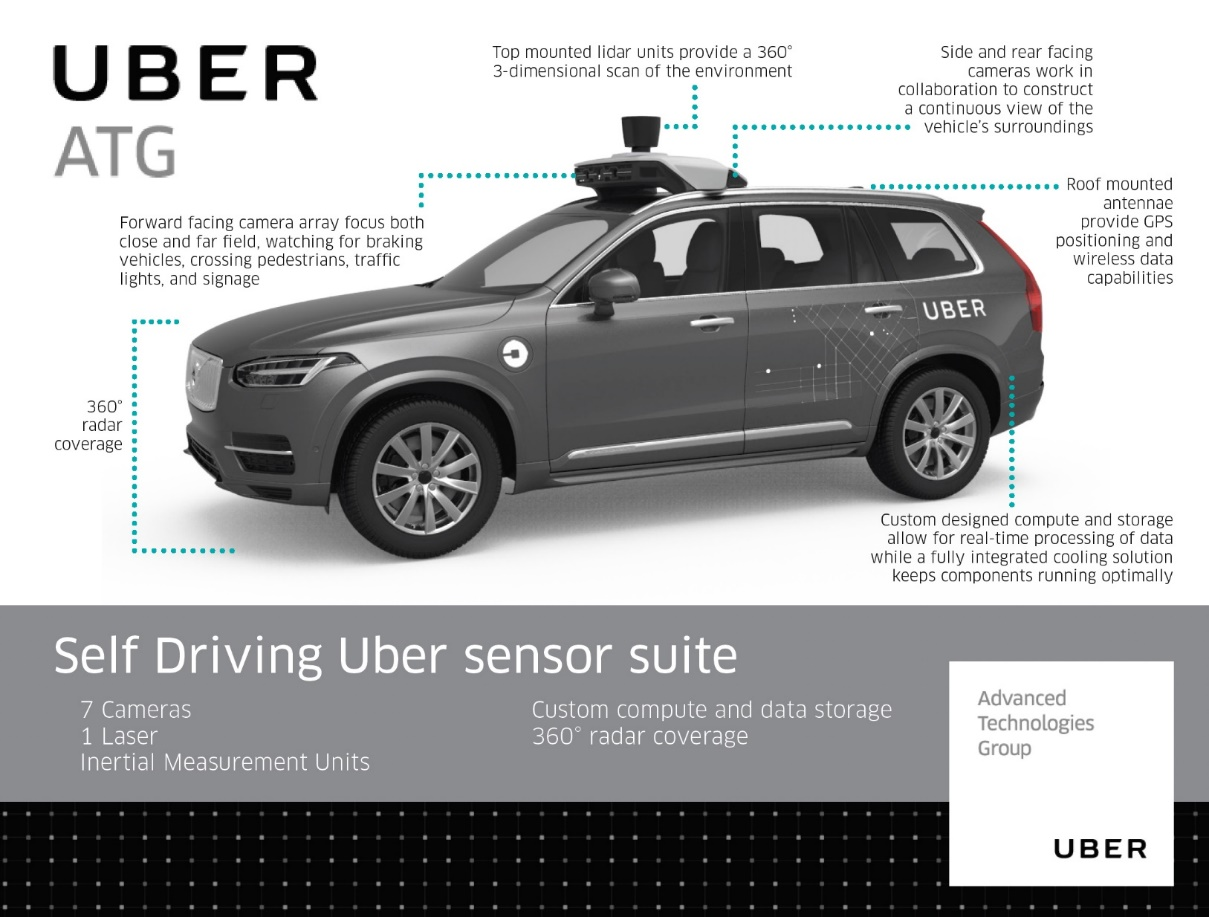 UBER
ATG
Top mounted lidar units provide a 360°
3-dimensional scan of the environment
Side and rear facing
cameras work in
collaboration to construct
a continuous view of the
vehicle's surroundings
Forward facing camera array focus both
close and far field, watching for braking
vehicles, crossing pedestrians, traffic
lights, and signage
Roof mounted
antennae
provide GPS
positioning and
wireless data
capabilities
UBER
360°
radar
coverage
Custom designed compute and storage
allow for real-time processing of data
while a fully integrated cooling solution
keeps components running optimally
Self Driving Uber sensor suite
7 Cameras
1 Laser
Inertial Measurement Units
Custom compute and data storage
360° radar coverage
Advanced
Technologies
Group
UBER